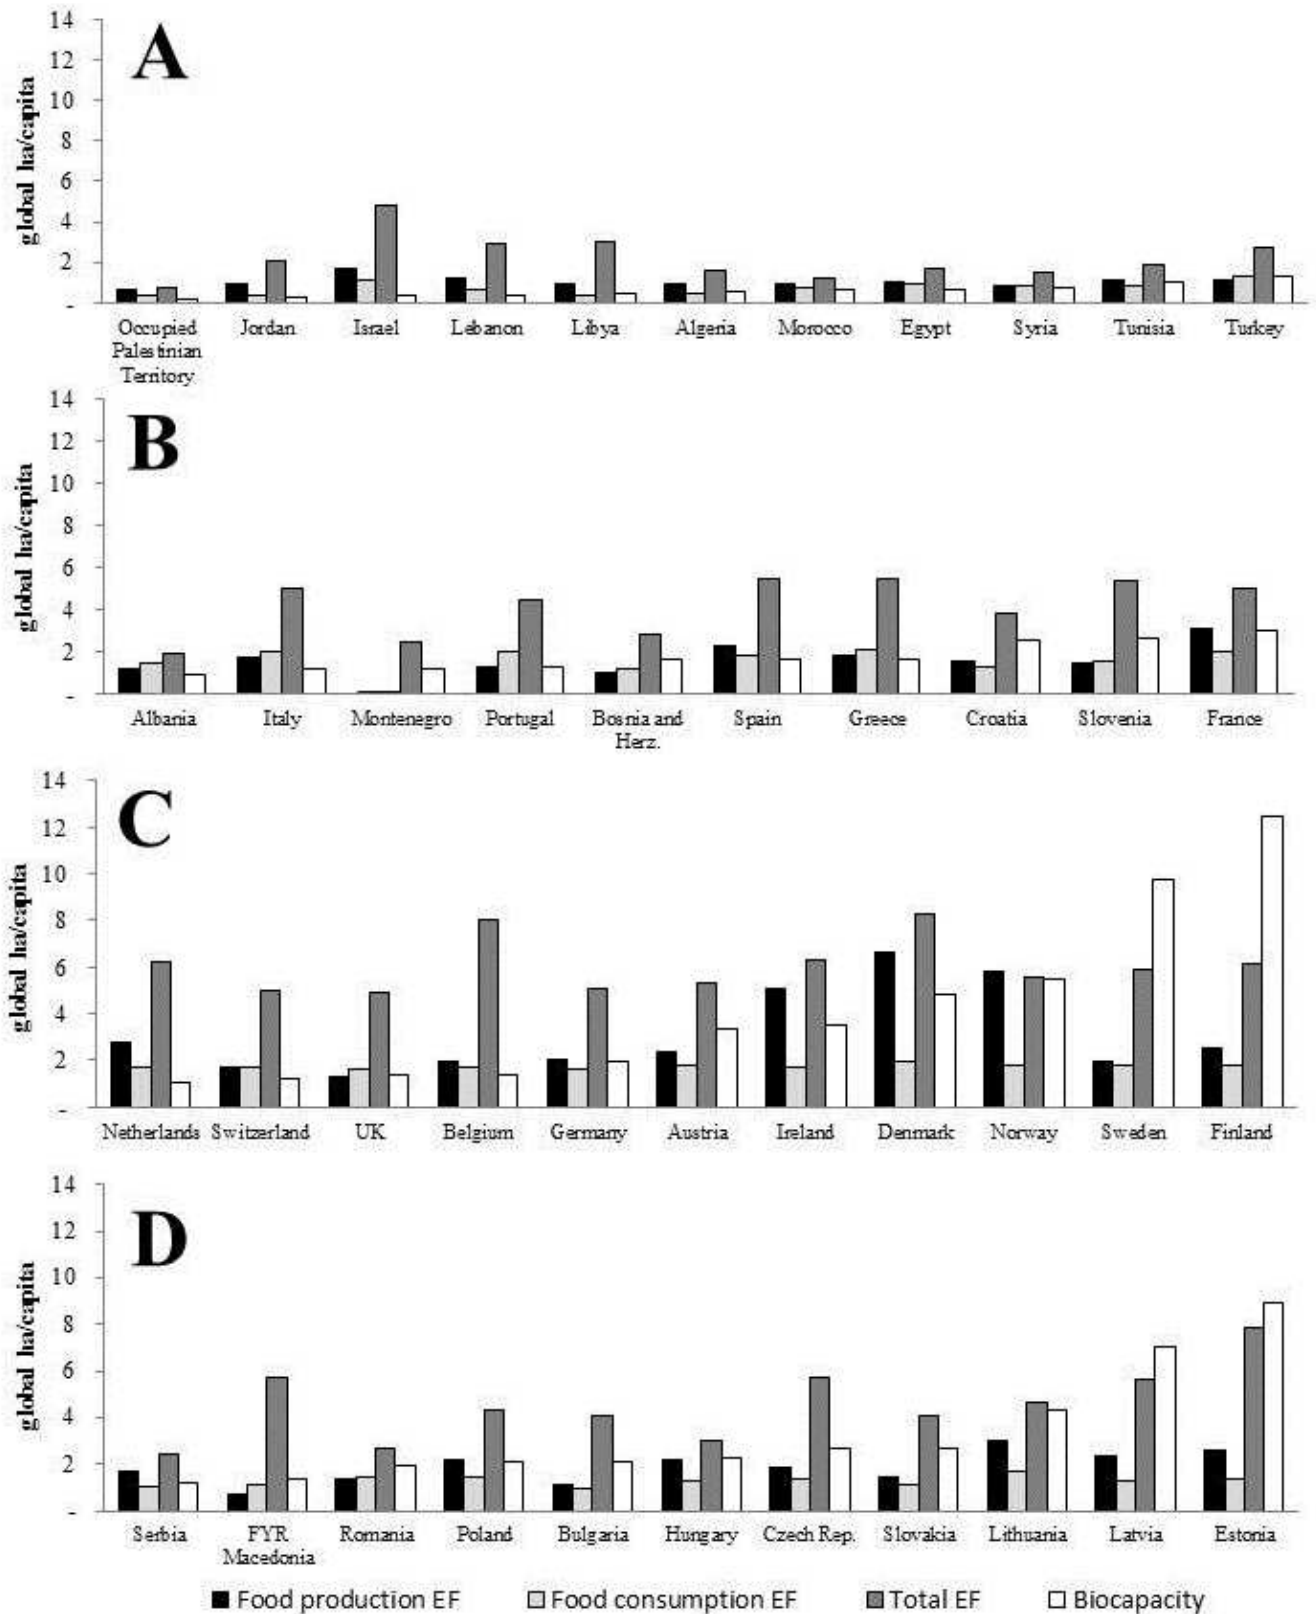 A
global ha/capita
14
12
10
8
6
4
2
-
Occupied Palestinian Territory
Jordan
Israel
Lebanon
Libya
Algeria
Morocco
Egypt
Syria
Tunisia
Turkey
B
global ha/capita
14
12
10
8
6
4
2
-
Albania
Italy
Montenegro
Portugal
Bosnia and Herz.
Spain
Greece
Croatia
Slovenia
France
C
global ha/capita
14
12
10
8
6
4
2
-
Netherlands
Switzerland
UK
Belgium
Germany
Austria
Ireland
Denmark
Norway
Sweden
Finland
D
global ha/capita
14
12
10
8
6
4
2
-
Serbia
FYR Macedonia
Romania
Poland
Bulgaria
Hungary
Czech Rep.
Slovakia
Lithuania
Latvia
Estonia
Food production EF
Food consumption EF
Total EF
Biocapacity